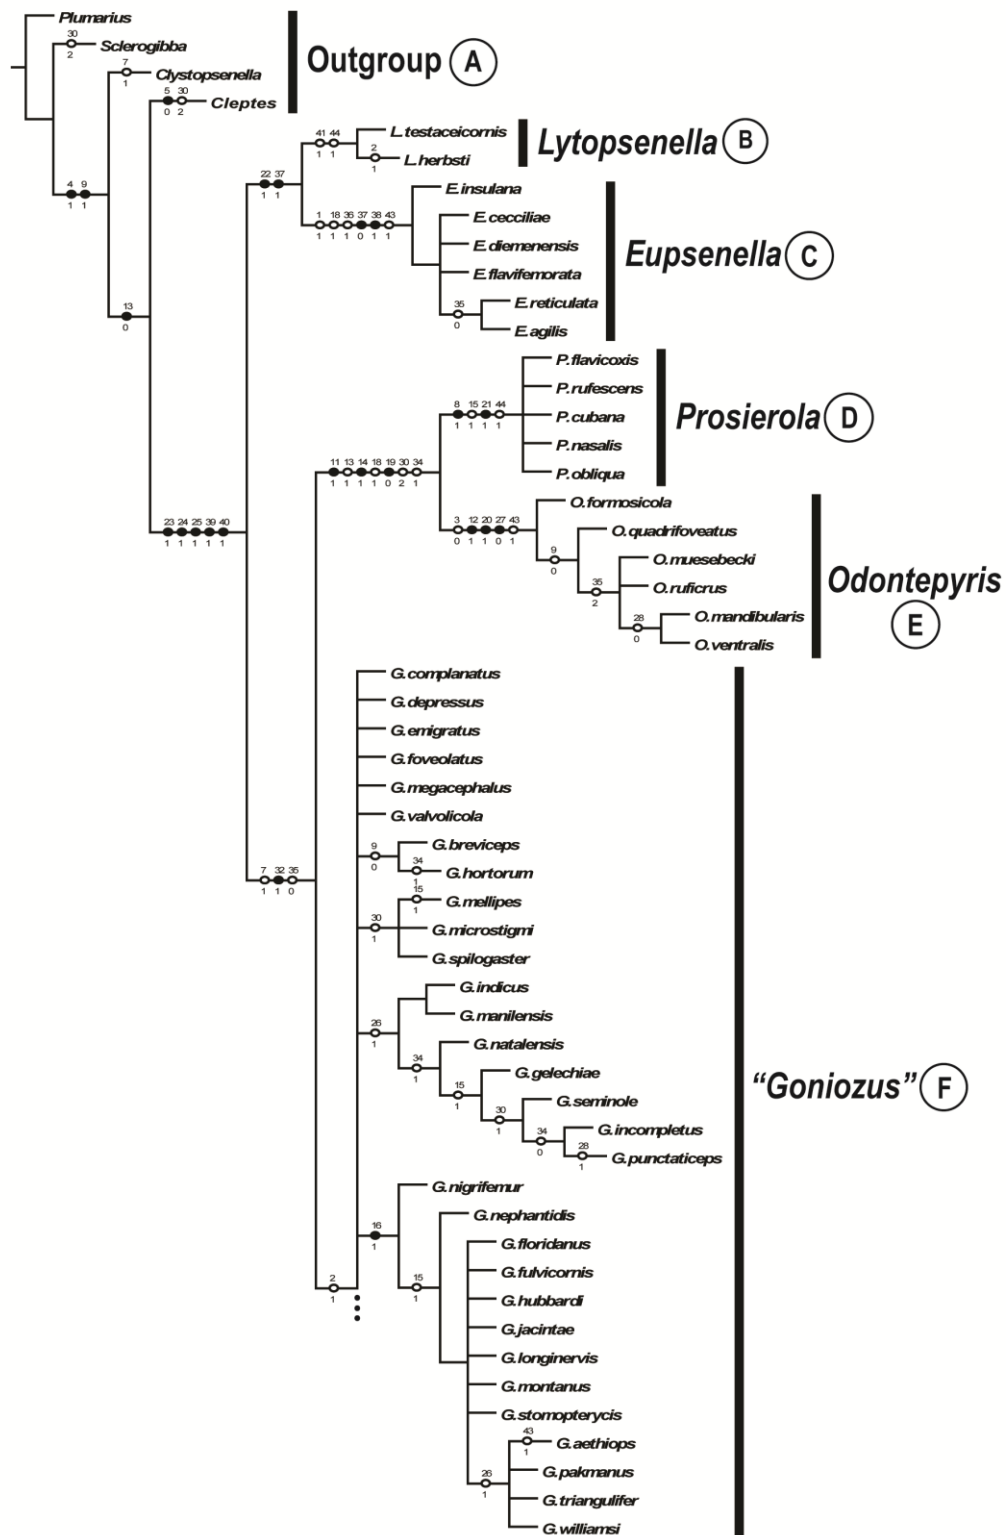 Plumarius
30
Sclerogibba
2
Outgroup A
7
Clystopsenella
1
5 30
Cleptes
0 2
41 44
L.testaceicornis
1 1
2
L.herbsti
1
Lytopsenella B
22 37
1 1
4 9
1 1
E.insulana
1 18 36 37 38 43
1 1 1 0 1 1
E.cecciliae
E.diemenensis
Eupsenella C
E.flavifemorata
35
E.reticulata
0
E.agilis
13
0
P.flavicoxis
P.rufescens
8 15 21 44
P.cubana
1 1 1 1
Prosierola D
P.nasalis
P.obliqua
11 13 14 18 19 30 34
1 1 1 1 0 2 1
O.formosicola
3 12 20 27 43
0 1 1 0 1
23 24 25 39 40
1 1 1 1 1
O.quadrifoveatus
9
0
O.muesebecki
35
O.ruficrus
2
Odontepyris
E
O.mandibularis
28
0
O.ventralis
G.complanatus
G.depressus
G.emigratus
G.foveolatus
G.megacephalus
G.valvolicola
9
G.breviceps
0
34
G.hortorum
1
7 32 35
1 1 0
15
G.mellipes
1
30
G.microstigmi
1
G.spilogaster
G.indicus
G.manilensis
26
1
G.natalensis
34
1
G.gelechiae
15
1
"Goniozus" F
G.seminole
30
1
G.incompletus
34
0
28
G.punctaticeps
1
G.nigrifemur
G.nephantidis
16
1
G.floridanus
G.fulvicornis
2
1
15
1
G.hubbardi
G.jacintae
G.longinervis
G.montanus
G.stomopterycis
43
G.aethiops
1
G.pakmanus
26
1
G.triangulifer
G.williamsi